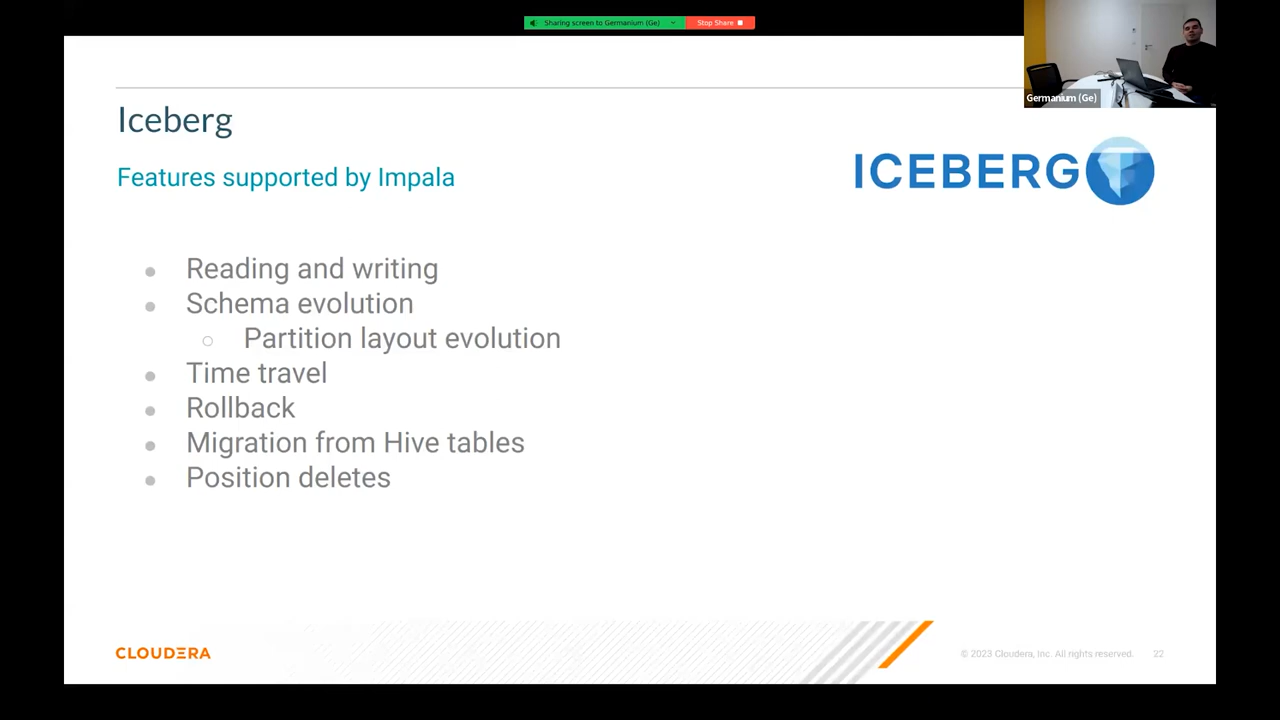 Sharing screen to Germanium (Ge)
Stop Share
Germanium (Ge)
Iceberg
Features supported by Impala
ICEBERG
Reading and writing
Schema evolution
Partition layout evolution
Time travel
Rollback
Migration from Hive tables
Position deletes
CLOUDERA
© 2023 Cloudera, Inc. All rights reserved.
22